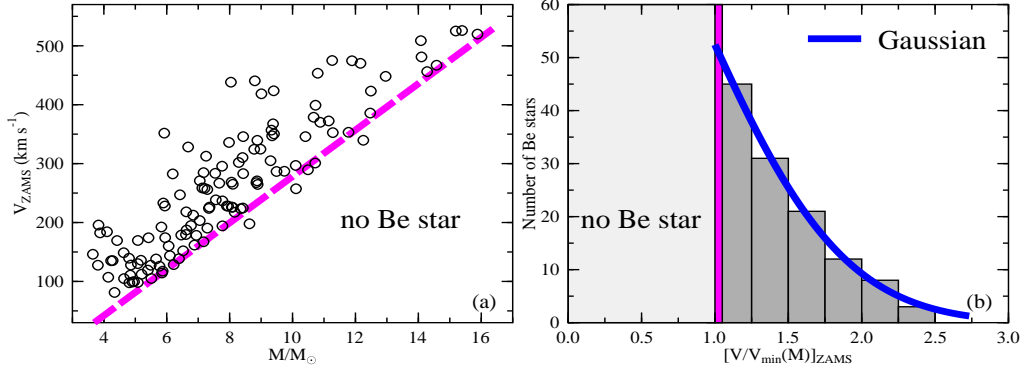 500
400
300
200
100
V_ZAMS (km s⁻¹)
no Be star
(a)
4 6 8 10 12 14 16
M/M_⊙
60
50
40
30
20
10
0
Number of Be stars
Gaussian
no Be star
(b)
0.0 0.5 1.0 1.5 2.0 2.5 3.0
[V/V_min(M)]_ZAMS